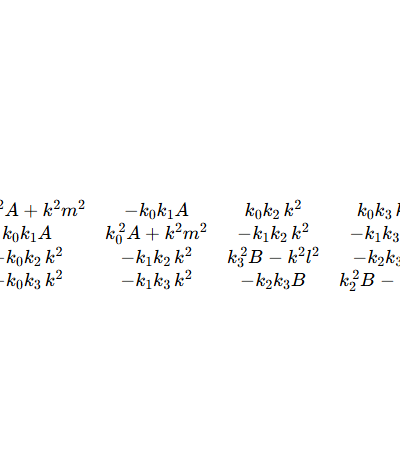 ²A + k²m² −k₀k₁A k₀k₂ k² k₀k₃ k
k₀k₁A k₀²A + k²m² −k₁k₂ k² −k₁k₃
−k₀k₂ k² −k₁k₂ k² k₃²B − k²l² −k₂k₃
−k₀k₃ k² −k₁k₃ k² −k₂k₃B k₂²B −